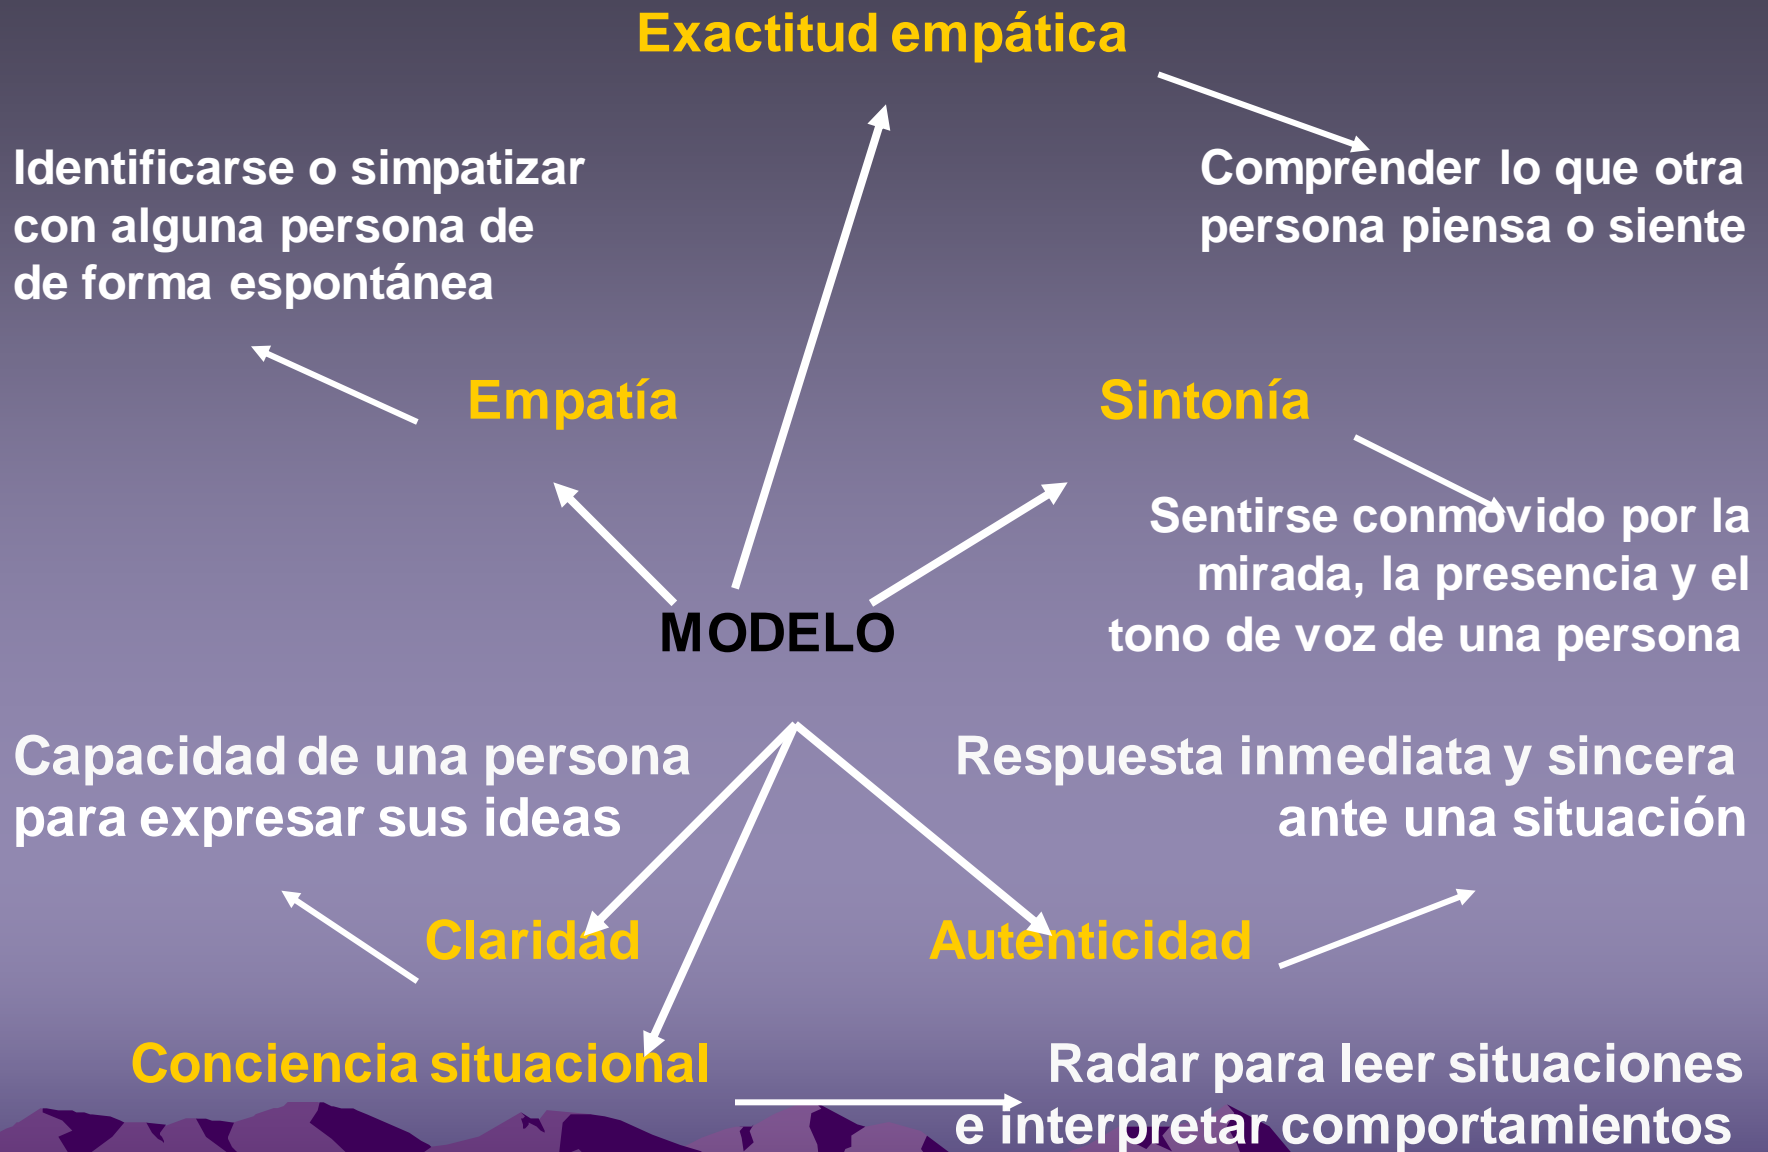 Exactitud empática
Identificarse o simpatizar
con alguna persona de
de forma espontánea
Comprender lo que otra
persona piensa o siente
Empatía
Sintonía
Sentirse conmovido por la
mirada, la presencia y el
tono de voz de una persona
MODELO
Capacidad de una persona
para expresar sus ideas
Respuesta inmediata y sincera
ante una situación
Claridad
Autenticidad
Conciencia situacional
Radar para leer situaciones
e interpretar comportamientos